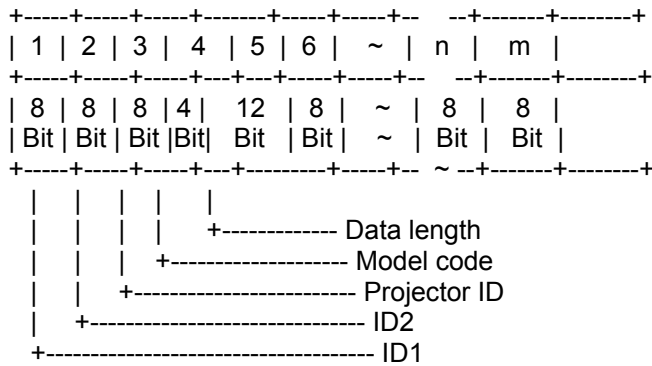 +-----+-----+-----+-------+-----+-----+-- --+-------+--------+
| 1 | 2 | 3 | 4 | 5 | 6 | ~ | n | m |
+-----+-----+-----+---+---+-----+-----+-- --+-------+--------+
| 8 | 8 | 8 | 4 | 12 | 8 | ~ | 8 | 8 |
| Bit | Bit | Bit |Bit| Bit | Bit | ~ | Bit | Bit |
+-----+-----+-----+---+---------+-----+-- ~ --+-------+--------+
| | | | |
| | | | +------------- Data length
| | | +-------------------- Model code
| | +------------------------- Projector ID
| +------------------------------- ID2
+------------------------------------- ID1